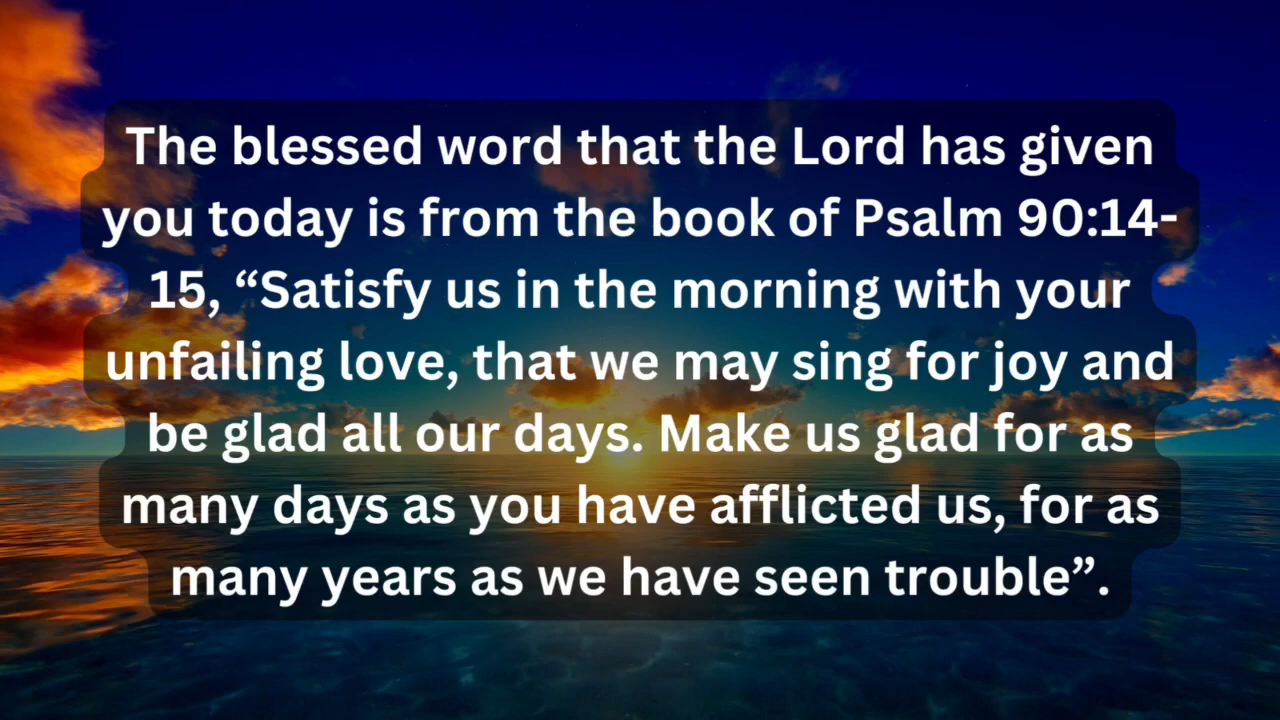 The blessed word that the Lord has given
you today is from the book of Psalm 90:14-
15, “Satisfy us in the morning with your
unfailing love, that we may sing for joy and
be glad all our days. Make us glad for as
many days as you have afflicted us, for as
many years as we have seen trouble”.